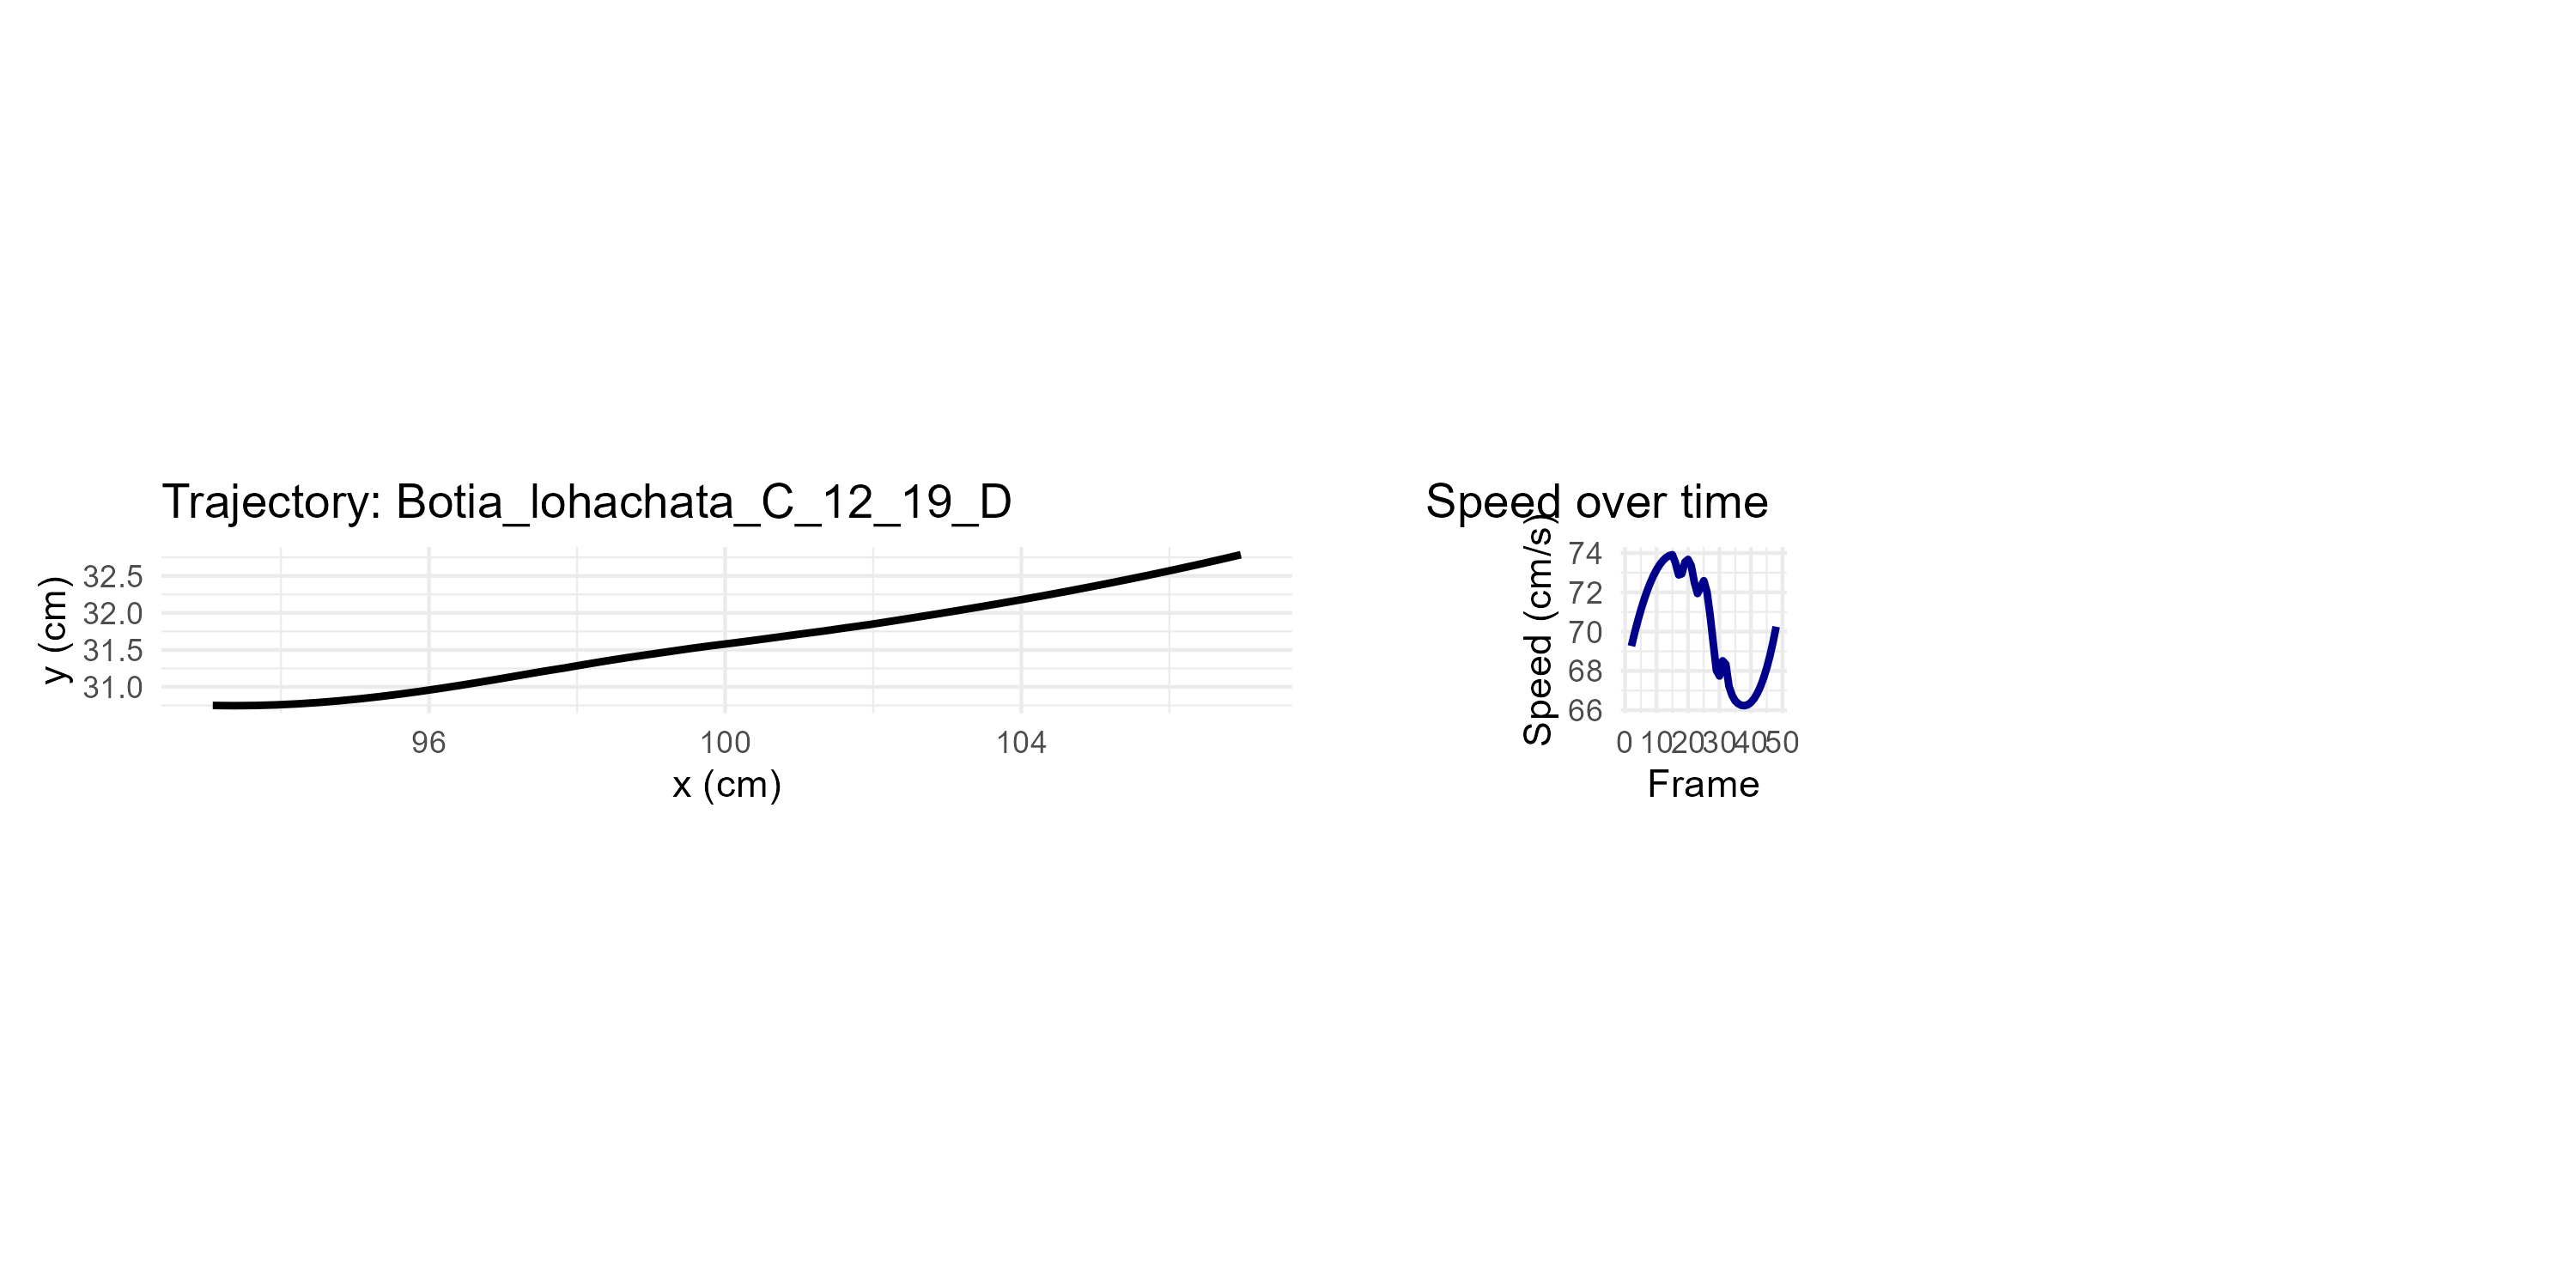 Trajectory: Botia_lohachata_C_12_19_D
y (cm)
32.5
32.0
31.5
31.0
96 100 104
x (cm)
Speed over time
Speed (cm/s)
74
72
70
68
66
0 10 20 30 40 50
Frame